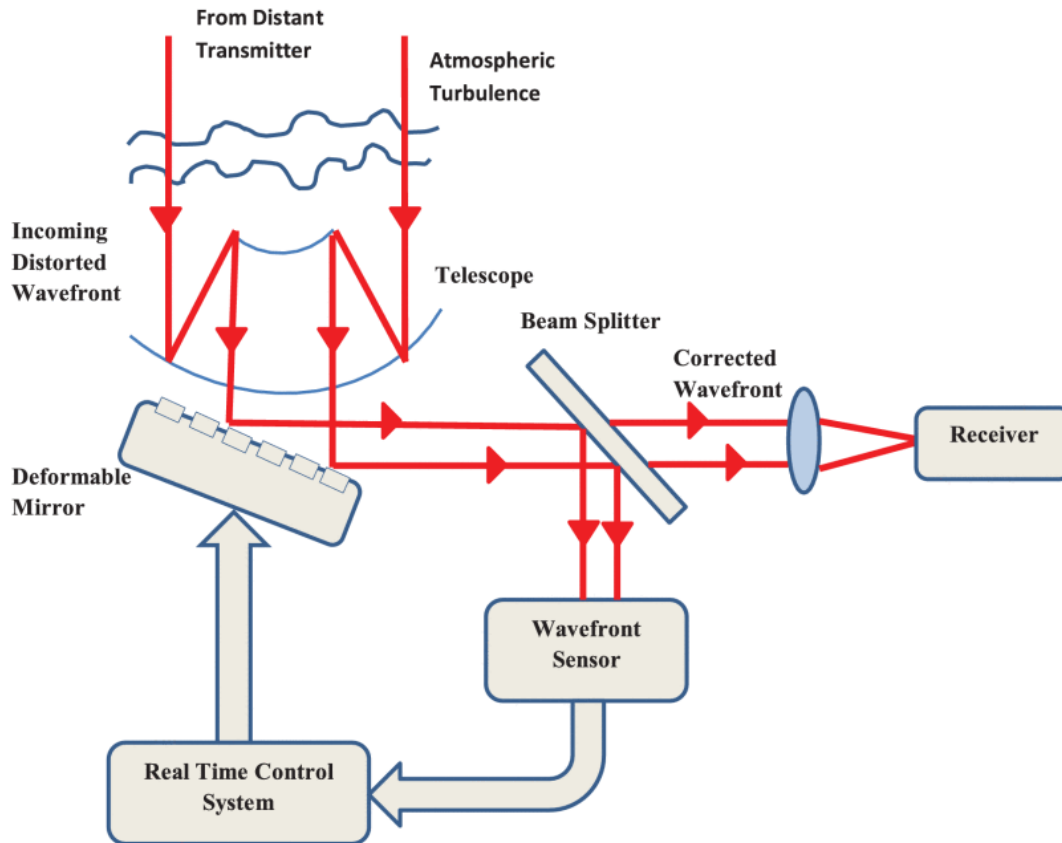 From Distant
Transmitter
Atmospheric
Turbulence
Incoming
Distorted
Wavefront
Telescope
Beam Splitter
Corrected
Wavefront
Receiver
Deformable
Mirror
Wavefront
Sensor
Real Time Control
System